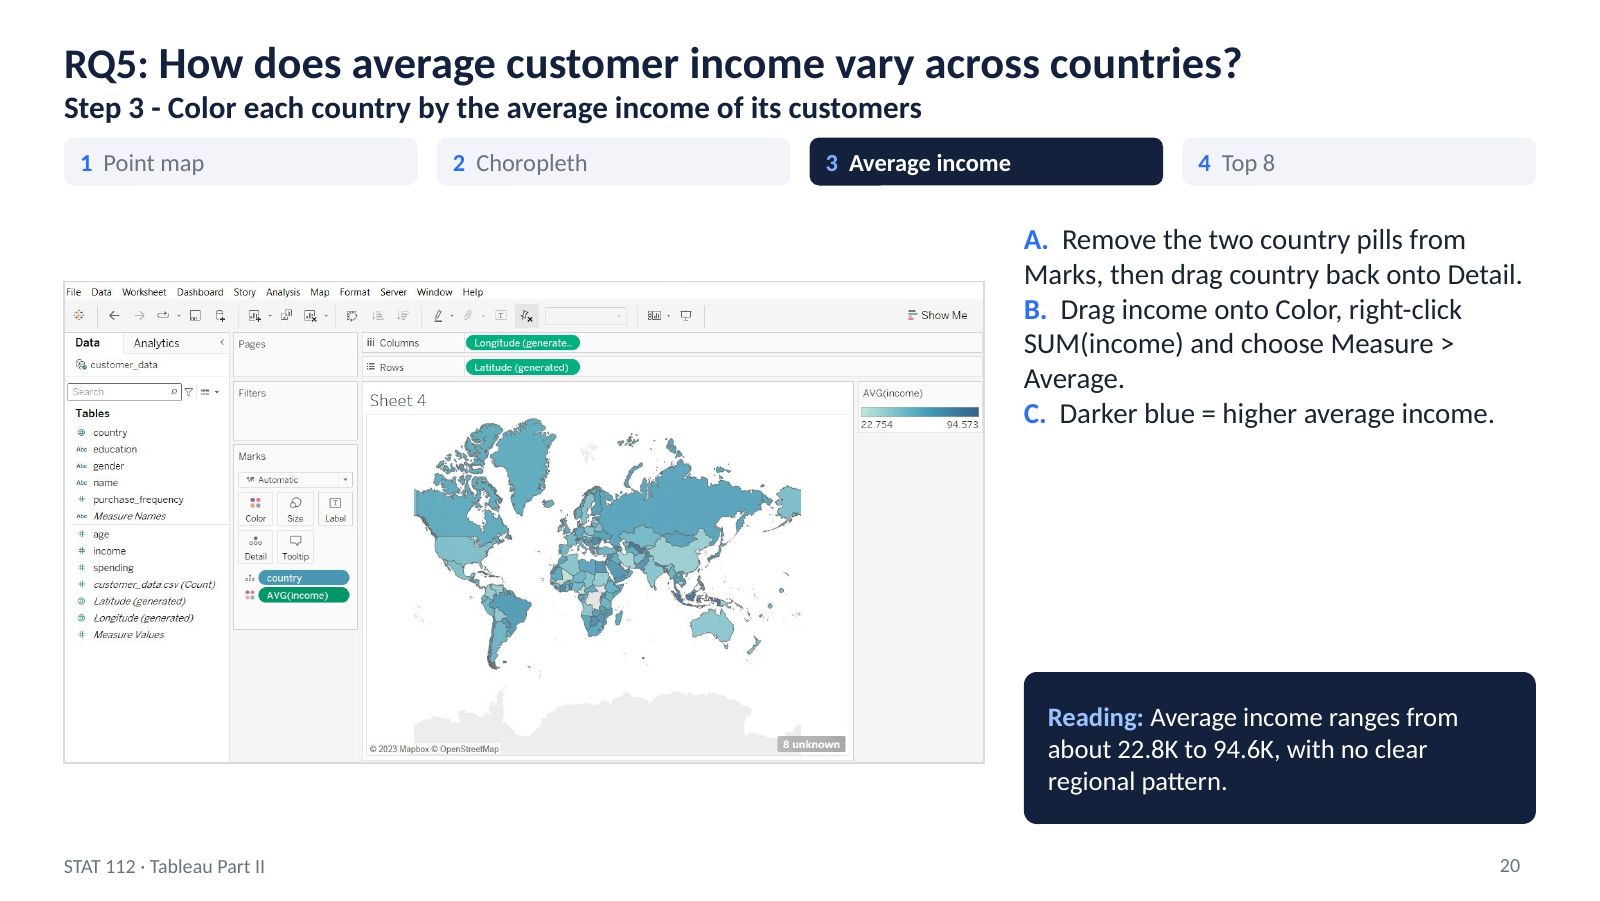 RQ5: How does average customer income vary across countries?
Step 3 - Color each country by the average income of its customers
1 Point map
2 Choropleth
3 Average income
4 Top 8
File Data Worksheet Dashboard Story Analysis Map Format Server Window Help
Show Me
Data Analytics
customer_data
Search
Tables
country
Abc education
Abc gender
Abc name
# purchase_frequency
Abc Measure Names
# age
# income
# spending
# customer_data.csv (Count)
Latitude (generated)
Longitude (generated)
# Measure Values
Pages
Filters
Marks
Automatic
Color Size Label
Detail Tooltip
country
AVG(income)
Columns Longitude (generate..
Rows Latitude (generated)
Sheet 4
© 2023 Mapbox © OpenStreetMap
8 unknown
AVG(income)
22.754 94.573
A. Remove the two country pills from
Marks, then drag country back onto Detail.
B. Drag income onto Color, right-click
SUM(income) and choose Measure >
Average.
C. Darker blue = higher average income.
Reading: Average income ranges from
about 22.8K to 94.6K, with no clear
regional pattern.
STAT 112 · Tableau Part II
20